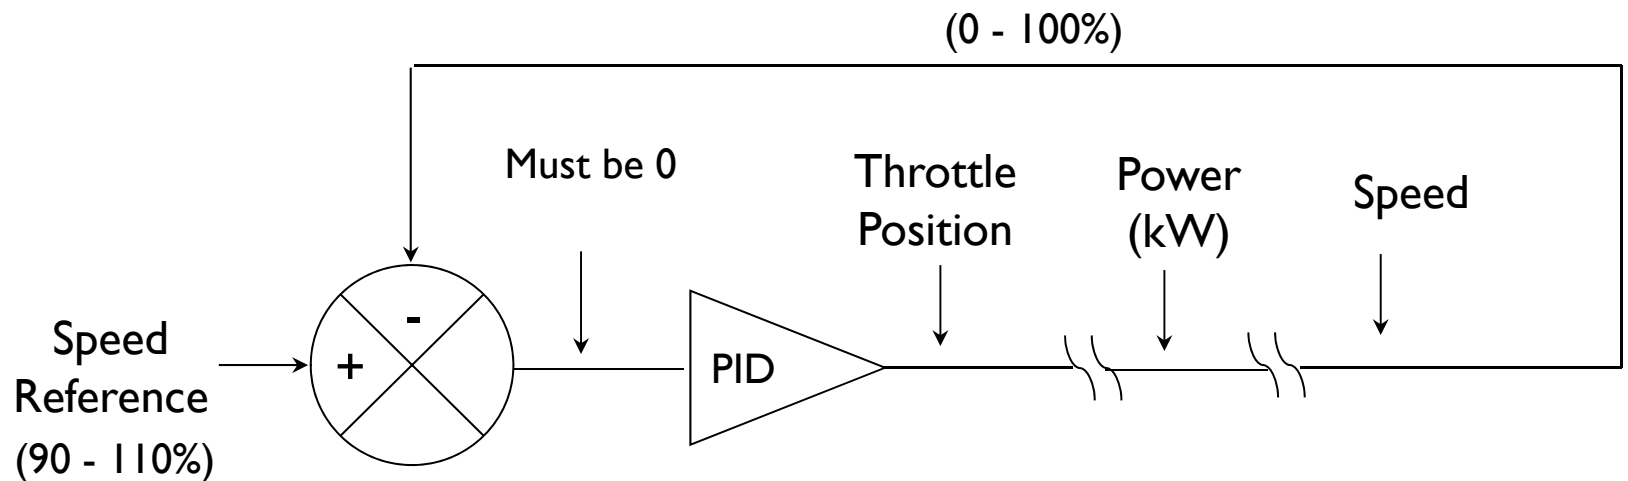 (0 - 100%)
Must be 0
Throttle
Position
Power
(kW)
Speed
-
+
Speed
Reference
(90 - 110%)
PID